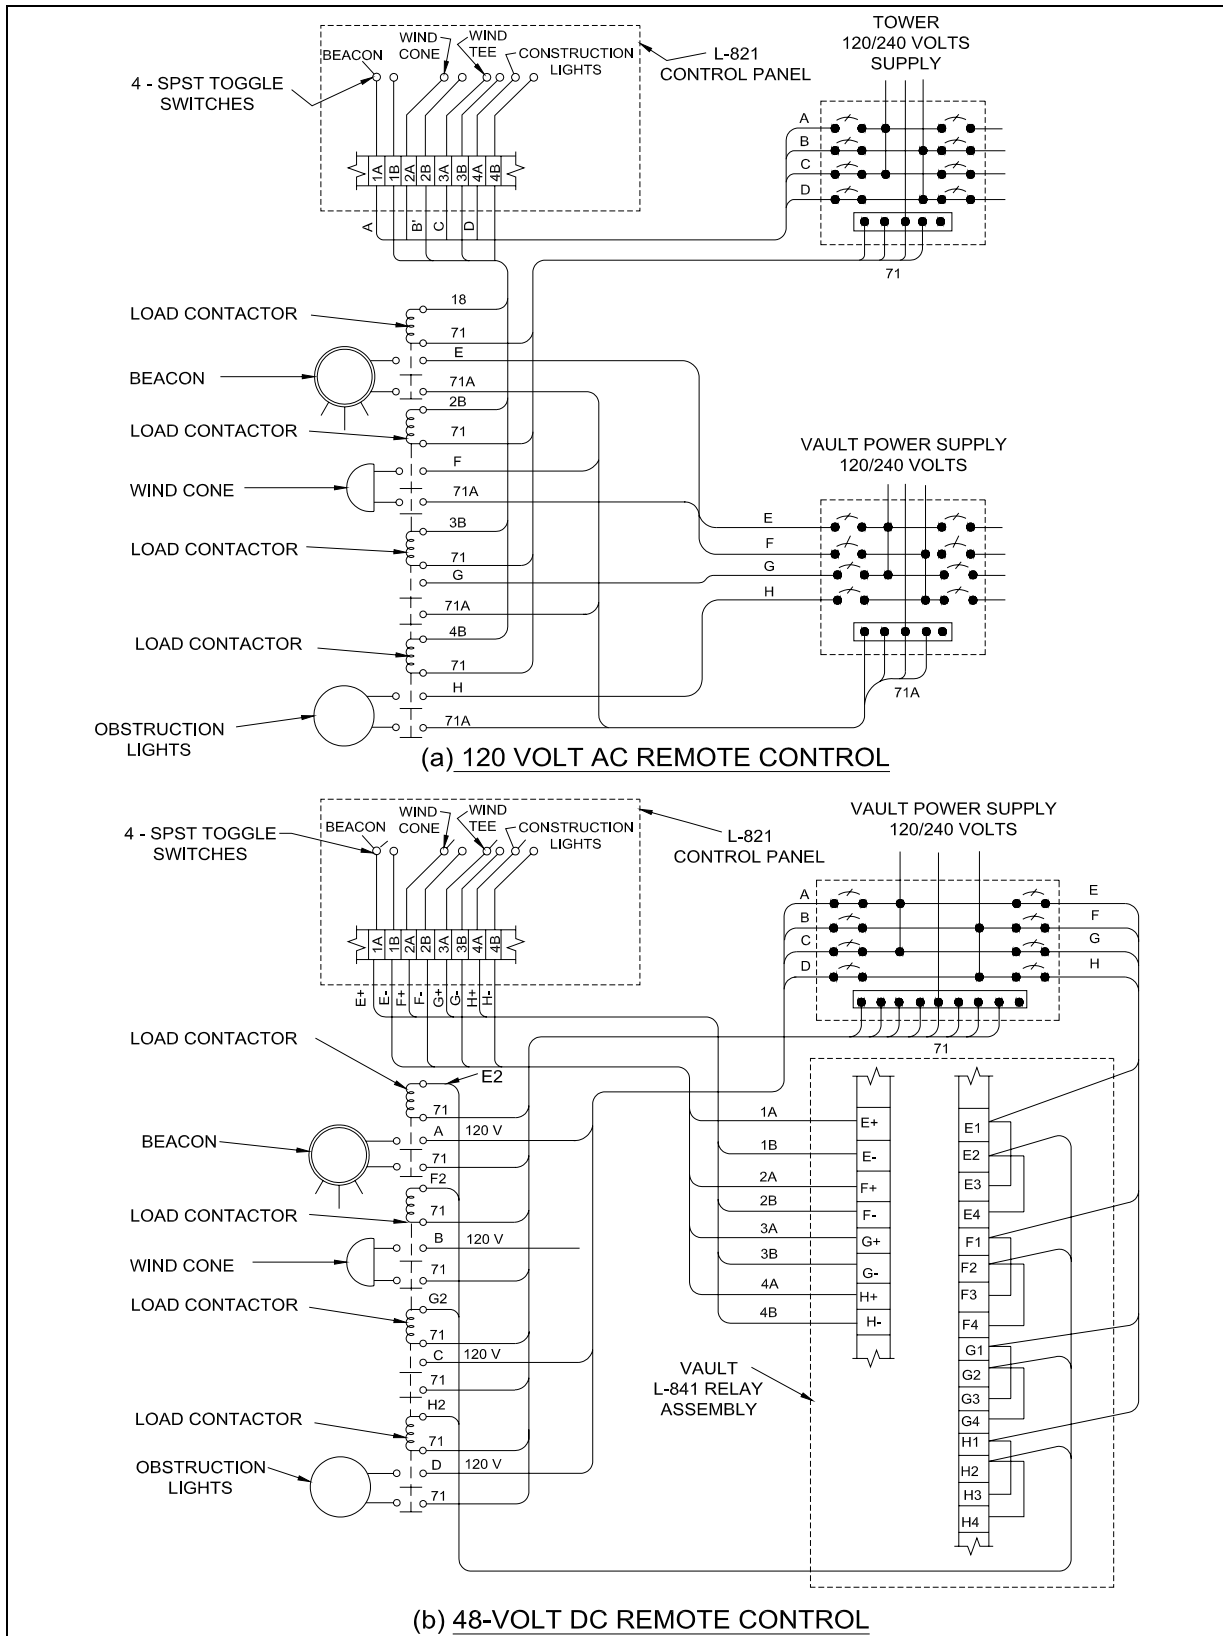 BEACON
WIND
CONE
WIND
TEE
CONSTRUCTION
LIGHTS
L-821
CONTROL PANEL
TOWER
120/240 VOLTS
SUPPLY
4 - SPST TOGGLE
SWITCHES
1A
1B
2A
2B
3A
3B
4A
4B
A
B'
C
D
A
B
C
D
71
LOAD CONTACTOR
18
71
BEACON
E
71A
LOAD CONTACTOR
2B
71
WIND CONE
F
71A
LOAD CONTACTOR
3B
71
G
71A
LOAD CONTACTOR
4B
71
OBSTRUCTION
LIGHTS
H
71A
VAULT POWER SUPPLY
120/240 VOLTS
E
F
G
H
71A
(a) 120 VOLT AC REMOTE CONTROL
4 - SPST TOGGLE
SWITCHES
BEACON
WIND
CONE
WIND
TEE
CONSTRUCTION
LIGHTS
L-821
CONTROL PANEL
VAULT POWER SUPPLY
120/240 VOLTS
1A
1B
2A
2B
3A
3B
4A
4B
E+
E-
F+
F-
G+
G-
H+
H-
A
B
C
D
E
F
G
H
71
LOAD CONTACTOR
E2
71
BEACON
A
120 V
71
LOAD CONTACTOR
F2
71
WIND CONE
B
120 V
71
LOAD CONTACTOR
G2
71
C
120 V
71
LOAD CONTACTOR
H2
71
OBSTRUCTION
LIGHTS
D
120 V
71
1A
1B
2A
2B
3A
3B
4A
4B
E+
E-
F+
F-
G+
G-
H+
H-
VAULT
L-841 RELAY
ASSEMBLY
E1
E2
E3
E4
F1
F2
F3
F4
G1
G2
G3
G4
H1
H2
H3
H4
(b) 48-VOLT DC REMOTE CONTROL